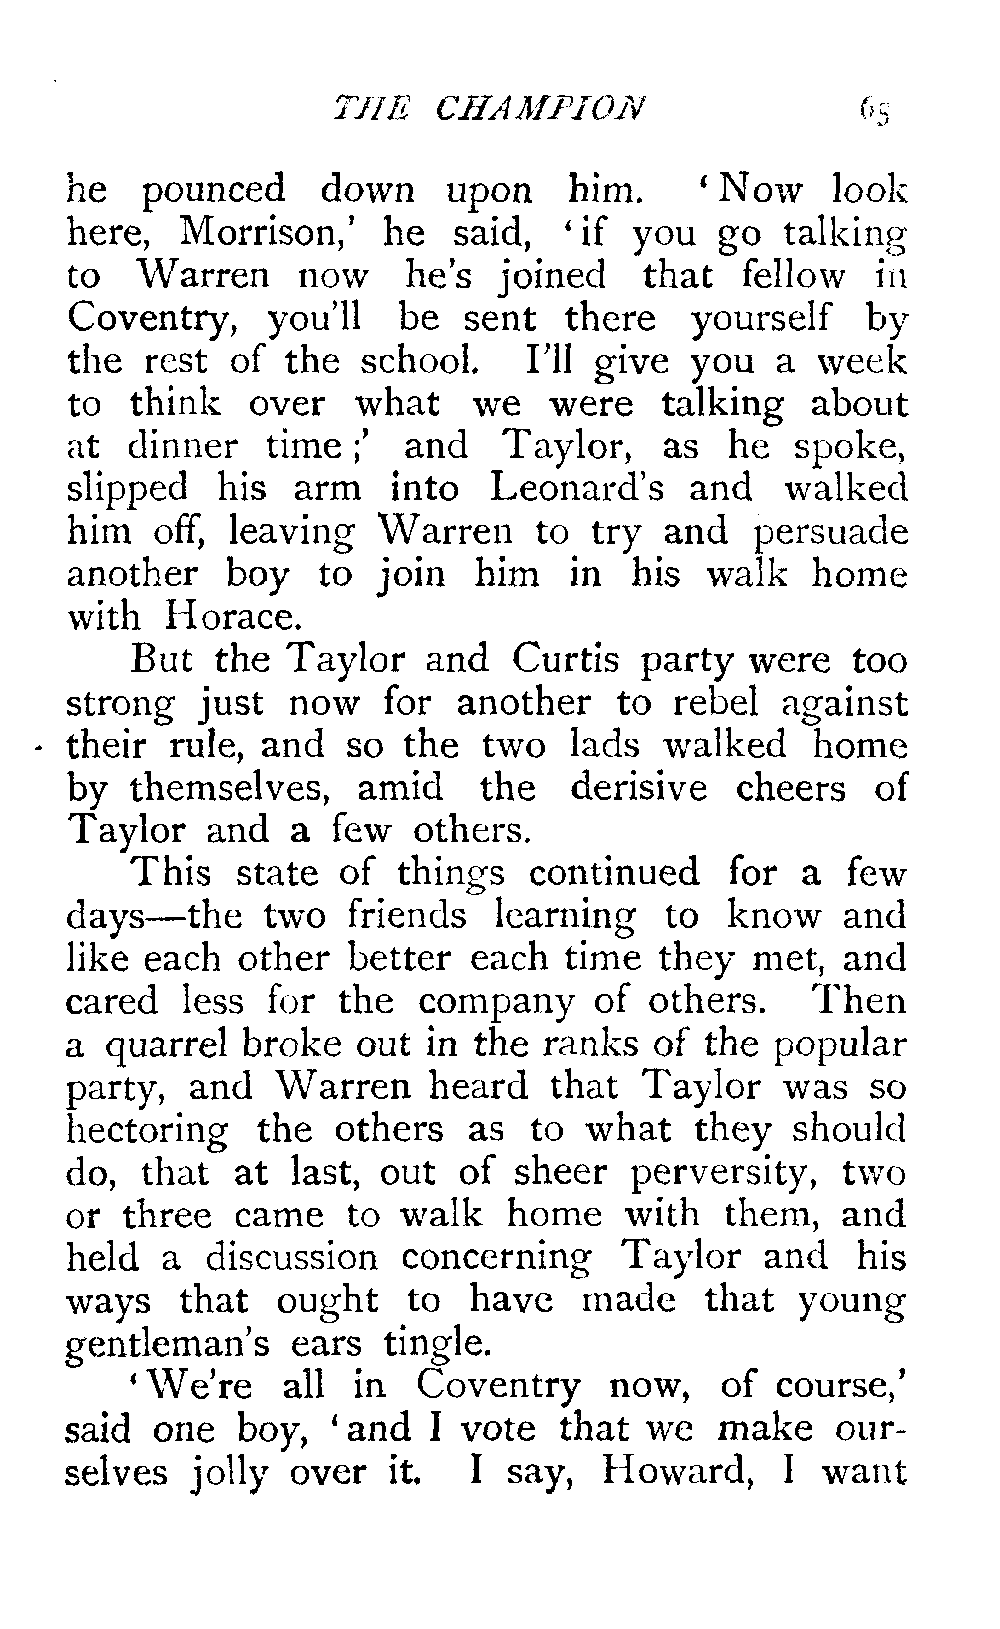 THE CHAMPION 65
he pounced down upon him. ‘Now look
here, Morrison,’ he said, ‘if you go talking
to Warren now he’s joined that fellow in
Coventry, you’ll be sent there yourself by
the rest of the school. I’ll give you a week
to think over what we were talking about
at dinner time;’ and Taylor, as he spoke,
slipped his arm into Leonard’s and walked
him off, leaving Warren to try and persuade
another boy to join him in his walk home
with Horace.
But the Taylor and Curtis party were too
strong just now for another to rebel against
their rule, and so the two lads walked home
by themselves, amid the derisive cheers of
Taylor and a few others.
This state of things continued for a few
days—the two friends learning to know and
like each other better each time they met, and
cared less for the company of others. Then
a quarrel broke out in the ranks of the popular
party, and Warren heard that Taylor was so
hectoring the others as to what they should
do, that at last, out of sheer perversity, two
or three came to walk home with them, and
held a discussion concerning Taylor and his
ways that ought to have made that young
gentleman’s ears tingle.
‘We’re all in Coventry now, of course,’
said one boy, ‘and I vote that we make our-
selves jolly over it. I say, Howard, I want